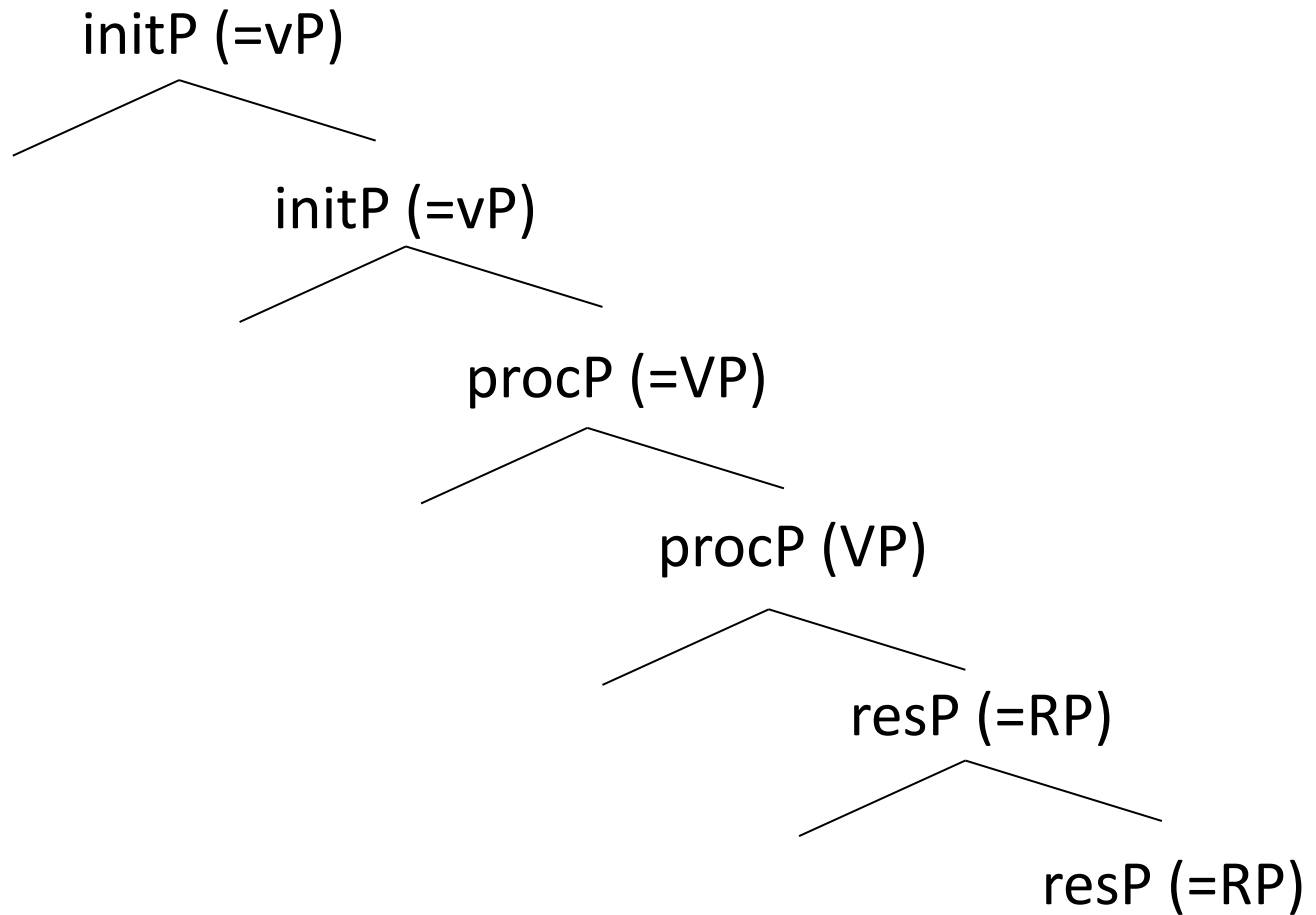 initP (=vP)
initP (=vP)
procP (=VP)
procP (VP)
resP (=RP)
resP (=RP)